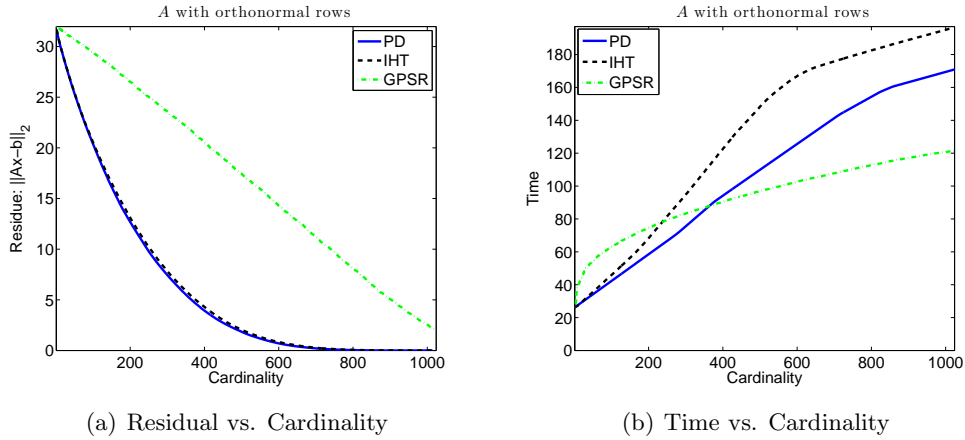 A with orthonormal rows
Residue: ||Ax−b||₂
30
25
20
15
10
5
0
200 400 600 800 1000
Cardinality
PD
IHT
GPSR
(a) Residual vs. Cardinality
A with orthonormal rows
Time
180
160
140
120
100
80
60
40
20
0
200 400 600 800 1000
Cardinality
PD
IHT
GPSR
(b) Time vs. Cardinality